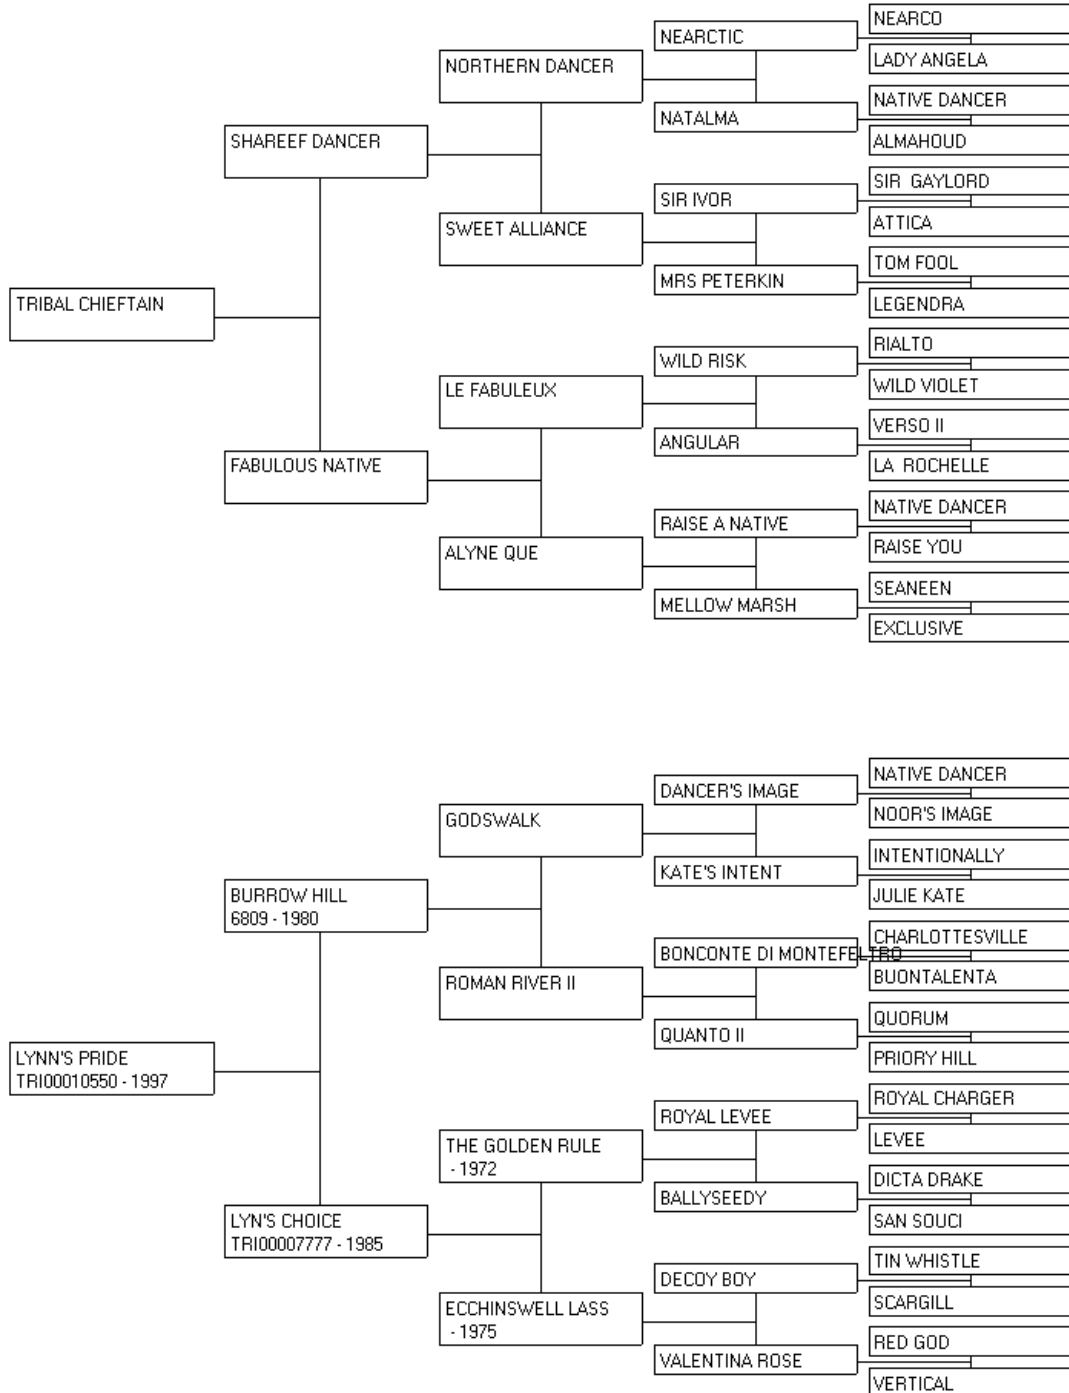 NEARCO
NEARCTIC
LADY ANGELA
NORTHERN DANCER
NATIVE DANCER
NATALMA
ALMAHOUD
SHAREEF DANCER
SIR  GAYLORD
SIR IVOR
ATTICA
SWEET ALLIANCE
TOM FOOL
MRS PETERKIN
LEGENDRA
TRIBAL CHIEFTAIN
RIALTO
WILD RISK
WILD VIOLET
LE FABULEUX
VERSO II
ANGULAR
LA  ROCHELLE
FABULOUS NATIVE
NATIVE DANCER
RAISE A NATIVE
RAISE YOU
ALYNE QUE
SEANEEN
MELLOW MARSH
EXCLUSIVE
NATIVE DANCER
DANCER'S IMAGE
NOOR'S IMAGE
GODSWALK
INTENTIONALLY
KATE'S INTENT
JULIE KATE
BURROW HILL
6809 - 1980
CHARLOTTESVILLE
BONCONTE DI MONTEFELTRO
BUONTALENTA
ROMAN RIVER II
QUORUM
QUANTO II
PRIORY HILL
LYNN'S PRIDE
TRI00010550 - 1997
ROYAL CHARGER
ROYAL LEVEE
LEVEE
THE GOLDEN RULE
- 1972
DICTA DRAKE
BALLYSEEDY
SAN SOUCI
LYN'S CHOICE
TRI00007777 - 1985
TIN WHISTLE
DECOY BOY
SCARGILL
ECCHINSWELL LASS
- 1975
RED GOD
VALENTINA ROSE
VERTICAL